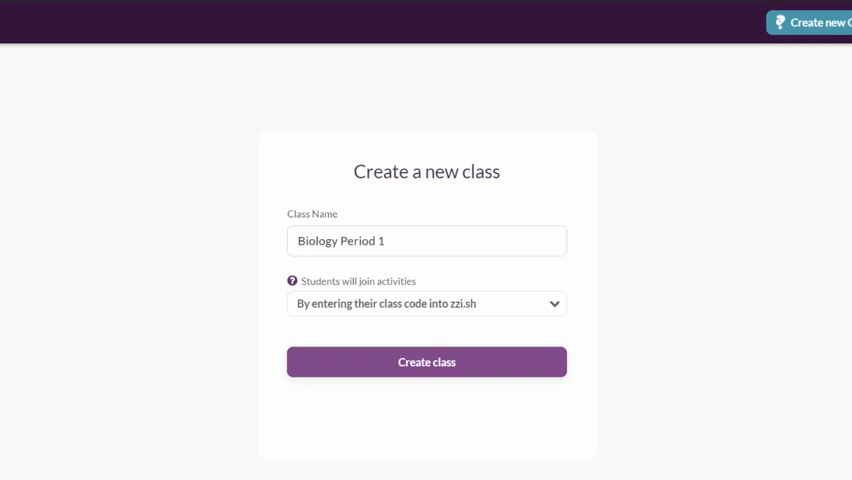 Create new
Create a new class
Class Name
Biology Period 1
Students will join activities
By entering their class code into zzi.sh
Create class